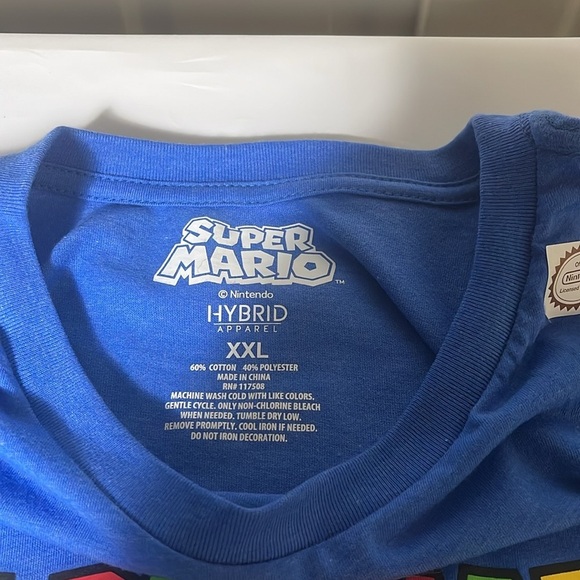 SUPER
MARIO™
© Nintendo
HYBRID
APPAREL
XXL
60% COTTON 40% POLYESTER
MADE IN CHINA
RN# 117508
MACHINE WASH COLD WITH LIKE COLORS.
GENTLE CYCLE. ONLY NON-CHLORINE BLEACH
WHEN NEEDED. TUMBLE DRY LOW.
REMOVE PROMPTLY. COOL IRON IF NEEDED.
DO NOT IRON DECORATION.
Licensed